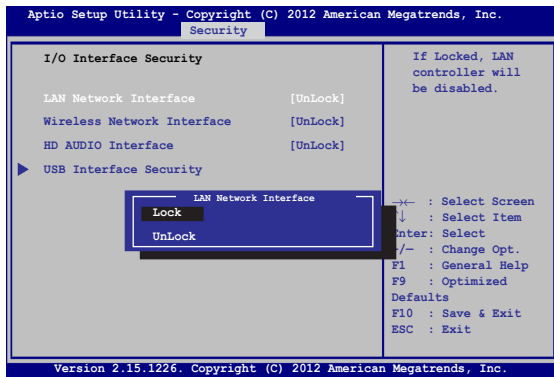 Aptio Setup Utility - Copyright (C) 2012 American Megatrends, Inc.
Security
I/O Interface Security
LAN Network Interface [UnLock]
Wireless Network Interface [UnLock]
HD AUDIO Interface [UnLock]
USB Interface Security
LAN Network Interface
Lock
UnLock
If Locked, LAN
controller will
be disabled.
→← : Select Screen
↓ : Select Item
nter: Select
/— : Change Opt.
F1 : General Help
F9 : Optimized
Defaults
F10 : Save & Exit
ESC : Exit
Version 2.15.1226. Copyright (C) 2012 American Megatrends, Inc.